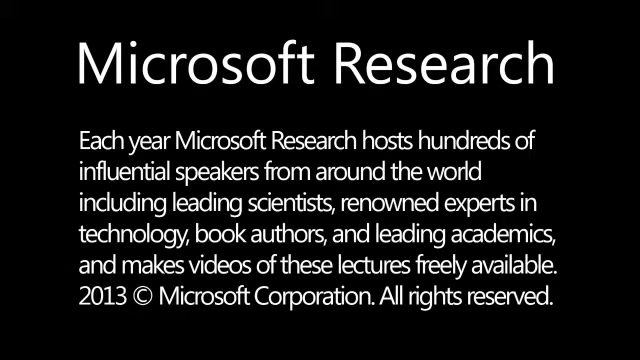 Microsoft Research
Each year Microsoft Research hosts hundreds of
influential speakers from around the world
including leading scientists, renowned experts in
technology, book authors, and leading academics,
and makes videos of these lectures freely available.
2013 © Microsoft Corporation. All rights reserved.